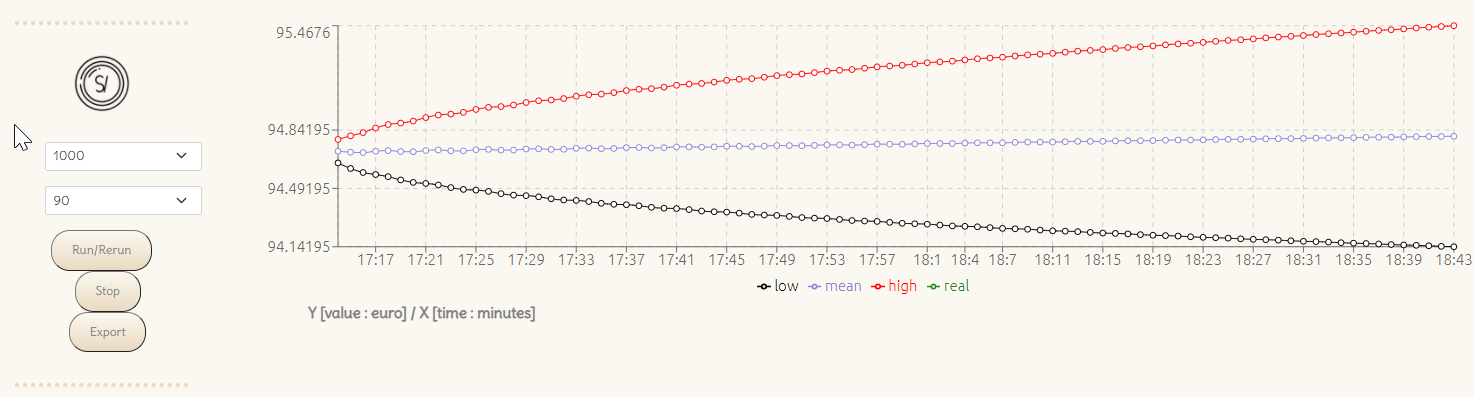 SI
1000
90
Run/Rerun
Stop
Export
95.4676
94.84195
94.49195
94.14195
17:17 17:21 17:25 17:29 17:33 17:37 17:41 17:45 17:49 17:53 17:57 18:1 18:4 18:7 18:11 18:15 18:19 18:23 18:27 18:31 18:35 18:39 18:43
low mean high real
Y [value : euro] / X [time : minutes]